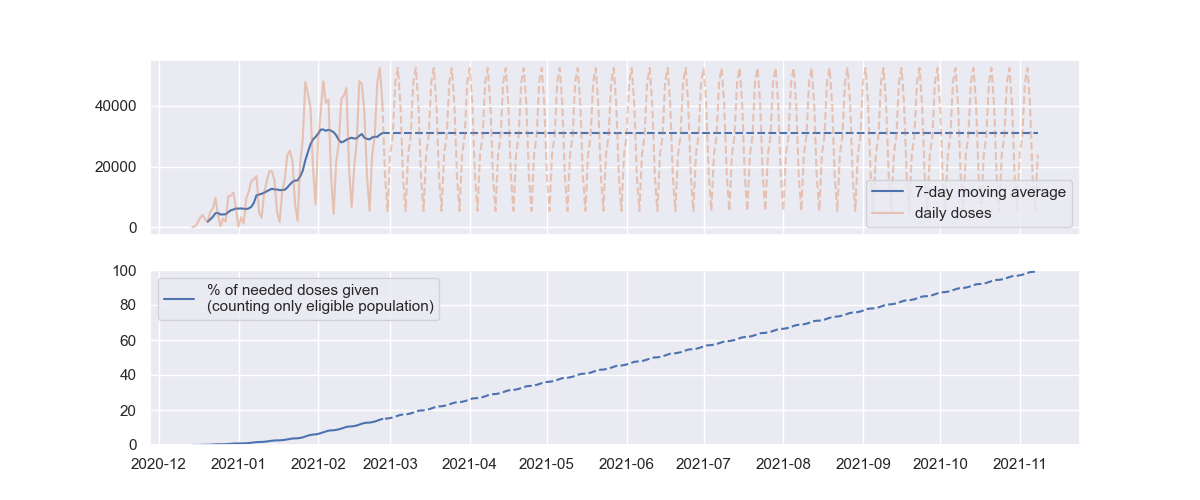 40000
20000
0
7-day moving average
daily doses
100
80
60
40
20
0
% of needed doses given
(counting only eligible population)
2020-12 2021-01 2021-02 2021-03 2021-04 2021-05 2021-06 2021-07 2021-08 2021-09 2021-10 2021-11